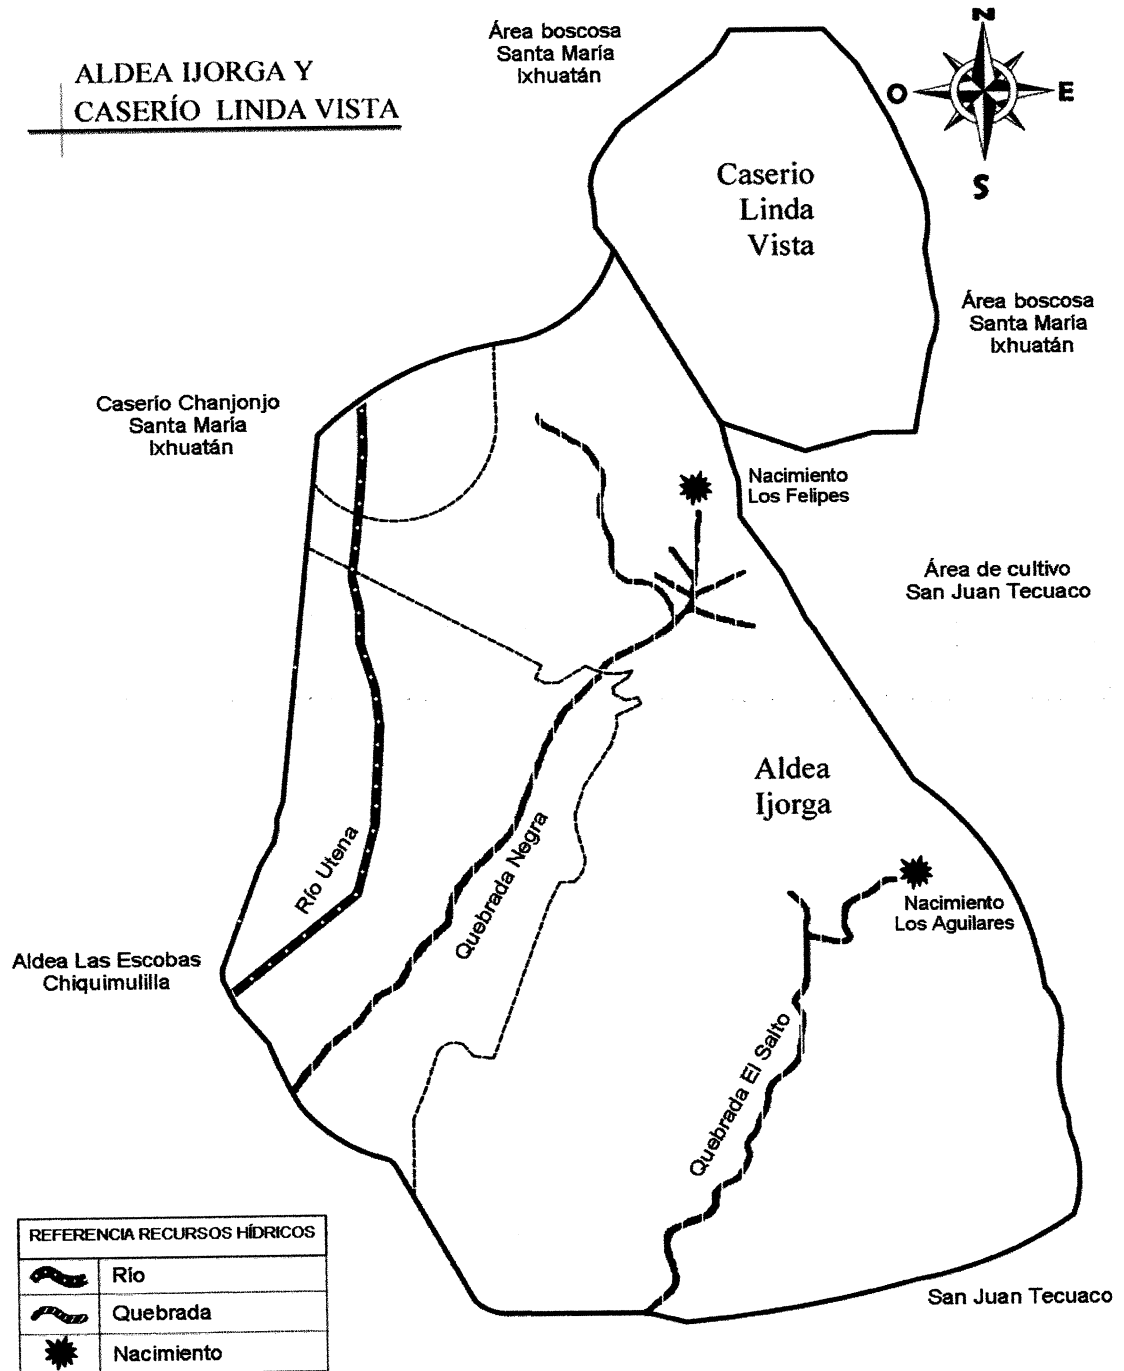 ALDEA IJORGA Y
CASERÍO LINDA VISTA
Área boscosa
Santa María
Ixhuatán
N
O
E
S
Caserio
Linda
Vista
Área boscosa
Santa María
Ixhuatán
Caserío Chanjonjo
Santa María
Ixhuatán
Nacimiento
Los Felipes
Área de cultivo
San Juan Tecuaco
Aldea
Ijorga
Río Utena
Quebrada Negra
Nacimiento
Los Aguilares
Aldea Las Escobas
Chiquimulilla
Quebrada El Salto
REFERENCIA RECURSOS HÍDRICOS
Río
Quebrada
Nacimiento
San Juan Tecuaco